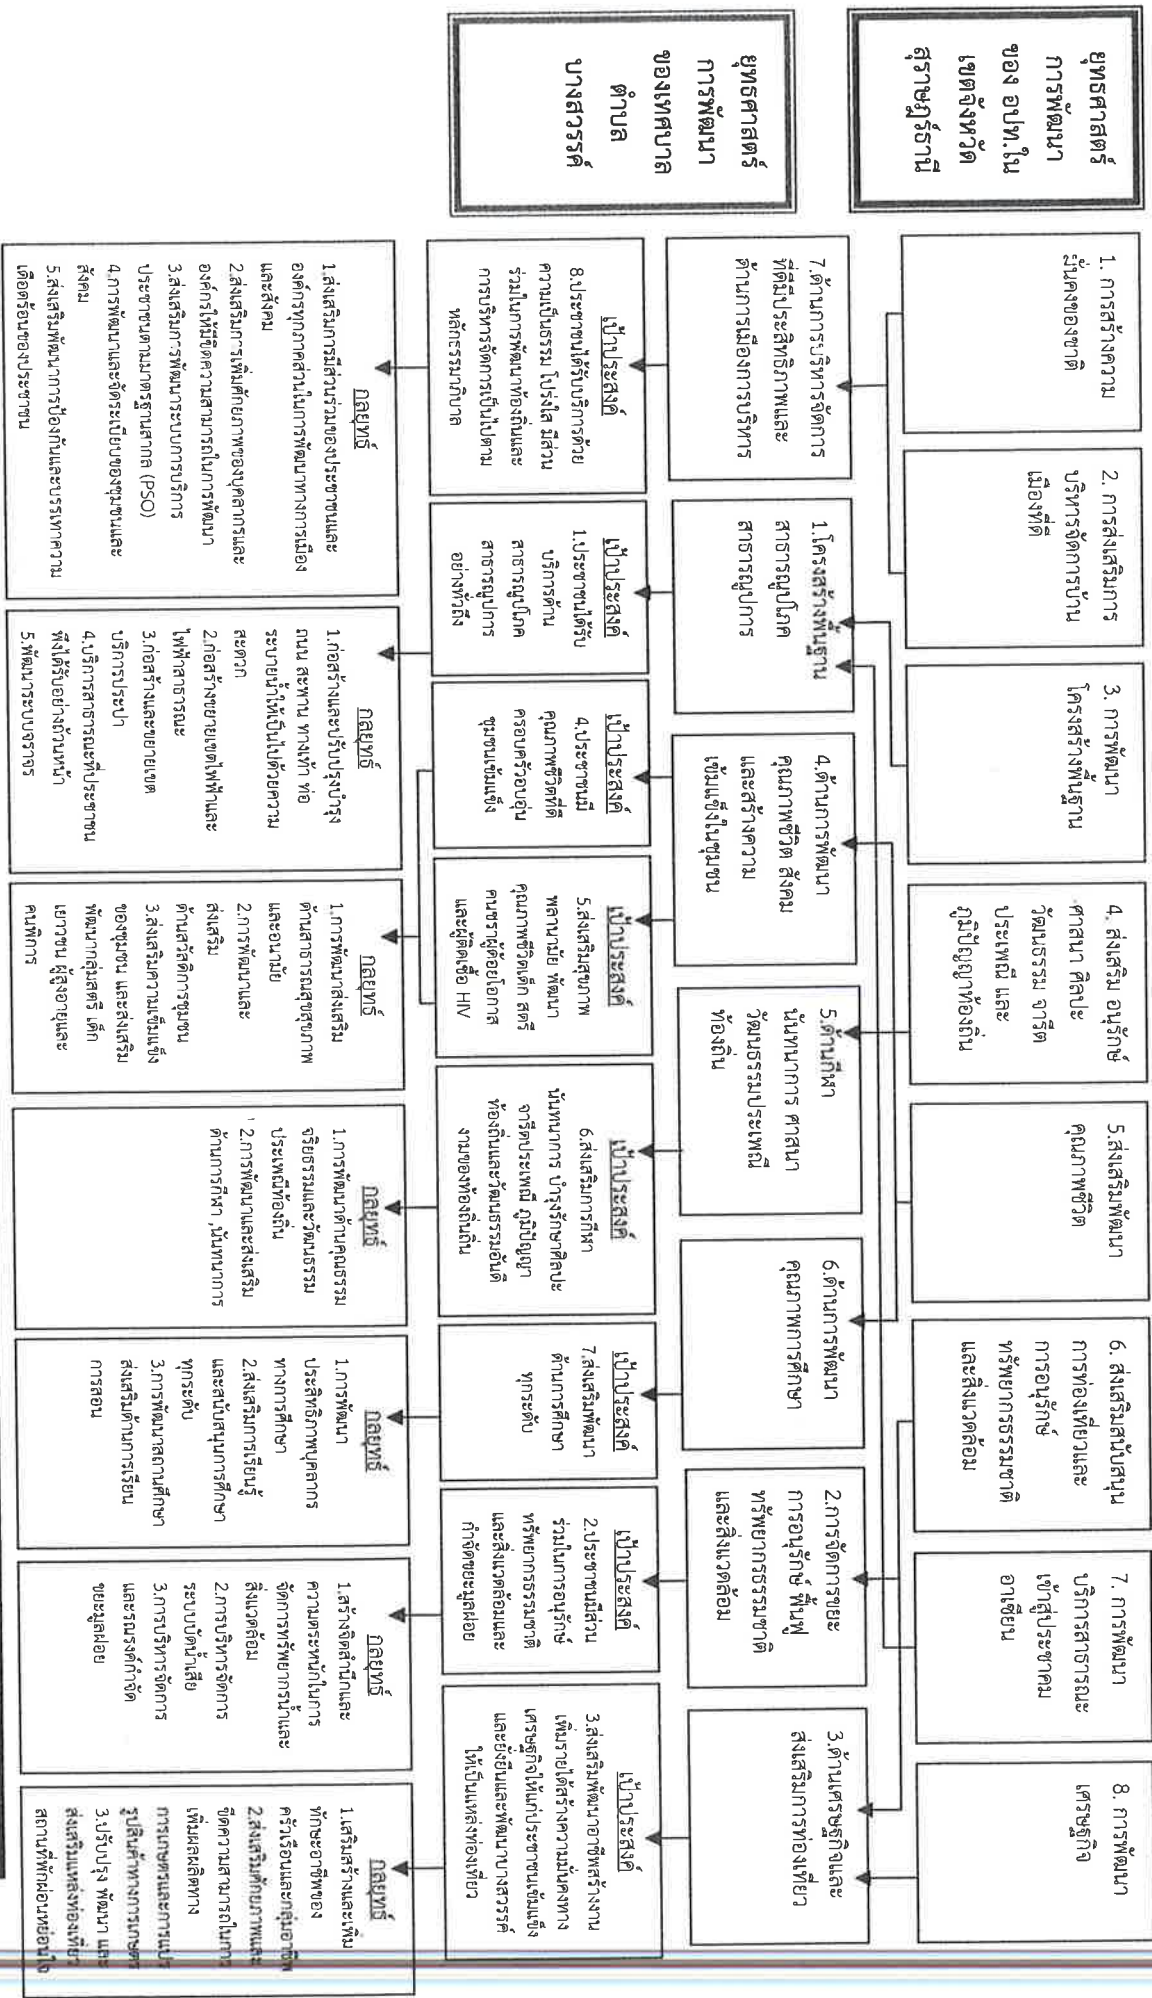 ยุทธศาสตร์
การพัฒนา
ของ อปท.ใน
เขตจังหวัด
สุราษฎร์ธานี
1. การสร้างความ
มั่นคงของชาติ
2. การส่งเสริมการ
บริหารจัดการบ้าน
เมืองที่ดี
3. การพัฒนา
โครงสร้างพื้นฐาน
4. ส่งเสริม อนุรักษ์
ศาสนา ศิลปะ
วัฒนธรรม จารีต
ประเพณี และ
ภูมิปัญญาท้องถิ่น
5.ส่งเสริมพัฒนา
คุณภาพชีวิต
6. ส่งเสริมสนับสนุน
การท่องเที่ยวและ
การอนุรักษ์
ทรัพยากรธรรมชาติ
และสิ่งแวดล้อม
7. การพัฒนา
บริการสาธารณะ
เข้าสู่ประชาคม
อาเซียน
8. การพัฒนา
เศรษฐกิจ
ยุทธศาสตร์
การพัฒนา
ของเทศบาล
ตำบล
บางสวรรค์
7.ด้านการบริหารจัดการ
ที่ดีมีประสิทธิภาพและ
ด้านการเมืองการบริหาร
1.โครงสร้างพื้นฐาน
สาธารณูปโภค
สาธารณูปการ
4.ด้านการพัฒนา
คุณภาพชีวิต สังคม
และสร้างความ
เข้มแข็งในชุมชน
5.ด้านกีฬา
นันทนาการ ศาสนา
วัฒนธรรมประเพณี
ท้องถิ่น
6.ด้านการพัฒนา
คุณภาพการศึกษา
2.การจัดการขยะ
การอนุรักษ์ ฟื้นฟู
ทรัพยากรธรรมชาติ
และสิ่งแวดล้อม
3.ด้านเศรษฐกิจและ
ส่งเสริมการท่องเที่ยว
เป้าประสงค์
8.ประชาชนได้รับบริการด้วย
ความเป็นธรรม โปร่งใส มีส่วน
ร่วมในการพัฒนาท้องถิ่นและ
การบริหารจัดการเป็นไปตาม
หลักธรรมาภิบาล
เป้าประสงค์
1.ประชาชนได้รับ
บริการด้าน
สาธารณูปโภค
สาธารณูปการ
อย่างทั่วถึง
เป้าประสงค์
4.ประชาชนมี
คุณภาพชีวิตที่ดี
ครอบครัวอบอุ่น
ชุมชนเข้มแข็ง
เป้าประสงค์
5.ส่งเสริมสุขภาพ
พลานามัย พัฒนา
คุณภาพชีวิตเด็ก สตรี
คนชราผู้ด้อยโอกาส
และผู้ติดเชื้อ HIV
เป้าประสงค์
6.ส่งเสริมการกีฬา
นันทนาการ บำรุงรักษาศิลปะ
จารีตประเพณี ภูมิปัญญา
ท้องถิ่นและวัฒนธรรมอันดี
งามของท้องถิ่นถิ่น
เป้าประสงค์
7.ส่งเสริมพัฒนา
ด้านการศึกษา
ทุกระดับ
เป้าประสงค์
2.ประชาชนมีส่วน
ร่วมในการอนุรักษ์
ทรัพยากรธรรมชาติ
และสิ่งแวดล้อมและ
กำจัดขยะมูลฝอย
เป้าประสงค์
3.ส่งเสริมพัฒนาอาชีพสร้างงาน
เพิ่มรายได้สร้างความมั่นคงทาง
เศรษฐกิจให้แก่ประชาชนเข้มแข็ง
และยั่งยืนและพัฒนาบางสวรรค์
ให้เป็นแหล่งท่องเที่ยว
กลยุทธ์
1.ส่งเสริมการมีส่วนร่วมของประชาชนและ
องค์กรทุกภาคส่วนในการพัฒนาทางการเมือง
และสังคม
2.ส่งเสริมการเพิ่มศักยภาพของบุคลากรและ
องค์กรให้มีขีดความสามารถในการพัฒนา
3.ส่งเสริมการพัฒนาระบบการบริการ
ประชาชนตามมาตรฐานสากล (PSO)
4.การพัฒนาและจัดระเบียบของชุมชนและ
สังคม
5.ส่งเสริมพัฒนาการป้องกันและบรรเทาความ
เดือดร้อนของประชาชน
กลยุทธ์
1.ก่อสร้างและปรับปรุงบำรุง
ถนน สะพาน ทางเท้า ท่อ
ระบายน้ำให้เป็นไปด้วยความ
สะดวก
2.ก่อสร้างขยายเขตไฟฟ้าและ
ไฟฟ้าสาธารณะ
3.ก่อสร้างและขยายเขต
บริการประปา
4.บริการสาธารณะที่ประชาชน
พึงได้รับอย่างถ้วนหน้า
5.พัฒนาระบบจราจร
กลยุทธ์
1.การพัฒนาส่งเสริม
ด้านสาธารณสุขสุขภาพ
และอนามัย
2.การพัฒนาและ
ส่งเสริม
ด้านสวัสดิการชุมชน
3.ส่งเสริมความเข้มแข็ง
ของชุมชน และส่งเสริม
พัฒนากลุ่มสตรี เด็ก
เยาวชน ผู้สูงอายุและ
คนพิการ
กลยุทธ์
1.การพัฒนาด้านคุณธรรม
จริยธรรมและวัฒนธรรม
ประเพณีท้องถิ่น
2.การพัฒนาและส่งเสริม
ด้านการกีฬา ,นันทนาการ
กลยุทธ์
1.การพัฒนา
ประสิทธิภาพบุคลากร
ทางการศึกษา
2.ส่งเสริมการเรียนรู้
และสนับสนุนการศึกษา
ทุกระดับ
3.การพัฒนาสถานศึกษา
ส่งเสริมด้านการเรียน
การสอน
กลยุทธ์
1.สร้างจิตสำนึกและ
ความตระหนักในการ
จัดการทรัพยากรน้ำและ
สิ่งแวดล้อม
2.การบริหารจัดการ
ระบบบัดน้ำเสีย
3.การบริหารจัดการ
และรณรงค์กำจัด
ขยะมูลฝอย
กลยุทธ์
1.เสริมสร้างและเพิ่ม
ทักษะอาชีพของ
ครัวเรือนและกลุ่มอาชีพ
2.ส่งเสริมศักยภาพและ
ขีดความสามารถในการ
เพิ่มผลผลิตทาง
การเกษตรและการแปร
รูปสินค้าทางการเกษตร
3.ปรับปรุง พัฒนา และ
ส่งเสริมแหล่งท่องเที่ยว
สถานที่พักผ่อนหย่อนใจ